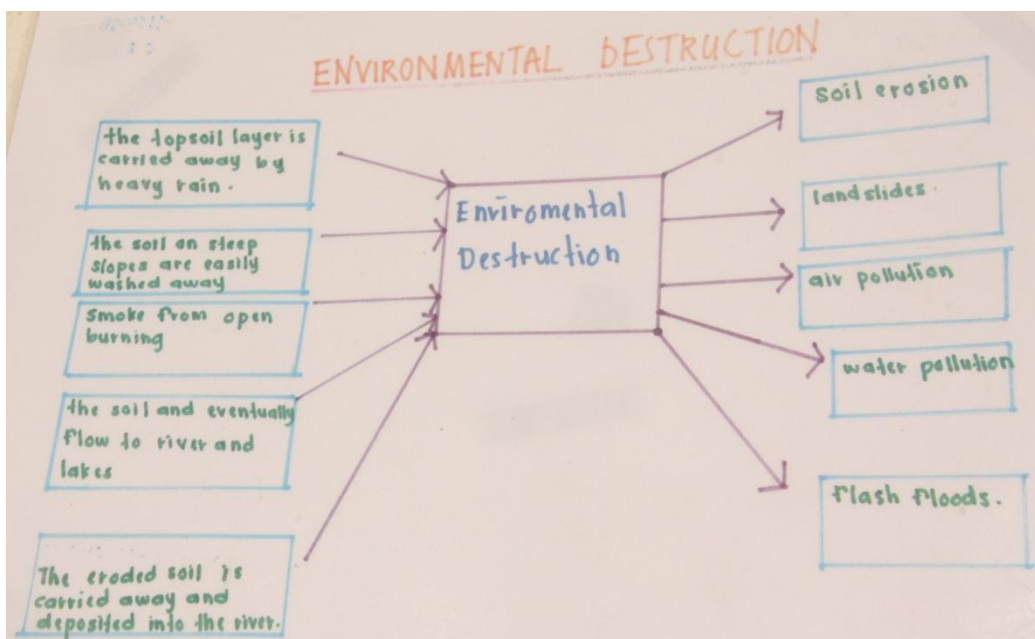 ENVIRONMENTAL DESTRUCTION
the topsoil layer is
carried away by
heavy rain.
the soil on steep
slopes are easily
washed away
smoke from open
burning
the soil and eventually
flow to river and
lakes
The eroded soil is
carried away and
deposited into the river.
Enviromental
Destruction
soil erosion
landslides.
air pollution
water pollution
flash floods.